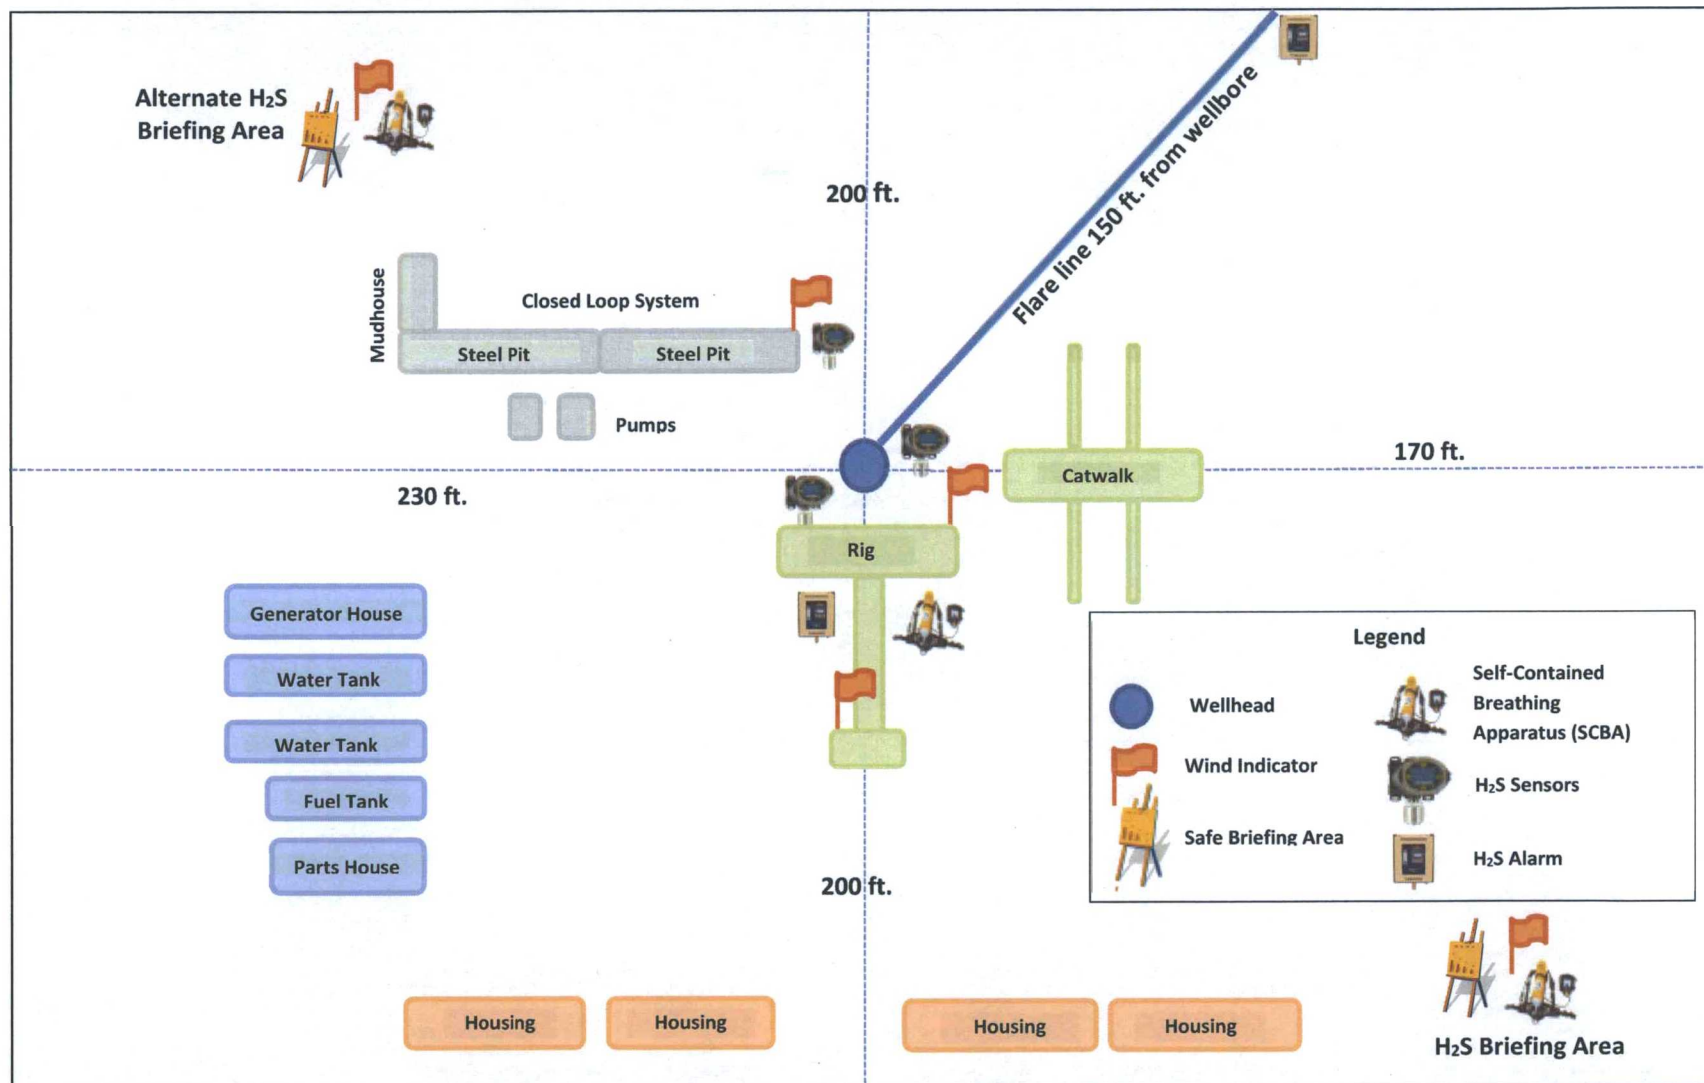 Alternate H₂S
Briefing Area
200 ft.
Flare line 150 ft. from wellbore
Mudhouse
Closed Loop System
Steel Pit
Steel Pit
Pumps
170 ft.
230 ft.
Catwalk
Rig
Generator House
Water Tank
Water Tank
Fuel Tank
Parts House
200 ft.
Legend
Wellhead
Wind Indicator
Safe Briefing Area
Self-Contained
Breathing
Apparatus (SCBA)
H₂S Sensors
H₂S Alarm
Housing
Housing
Housing
Housing
H₂S Briefing Area